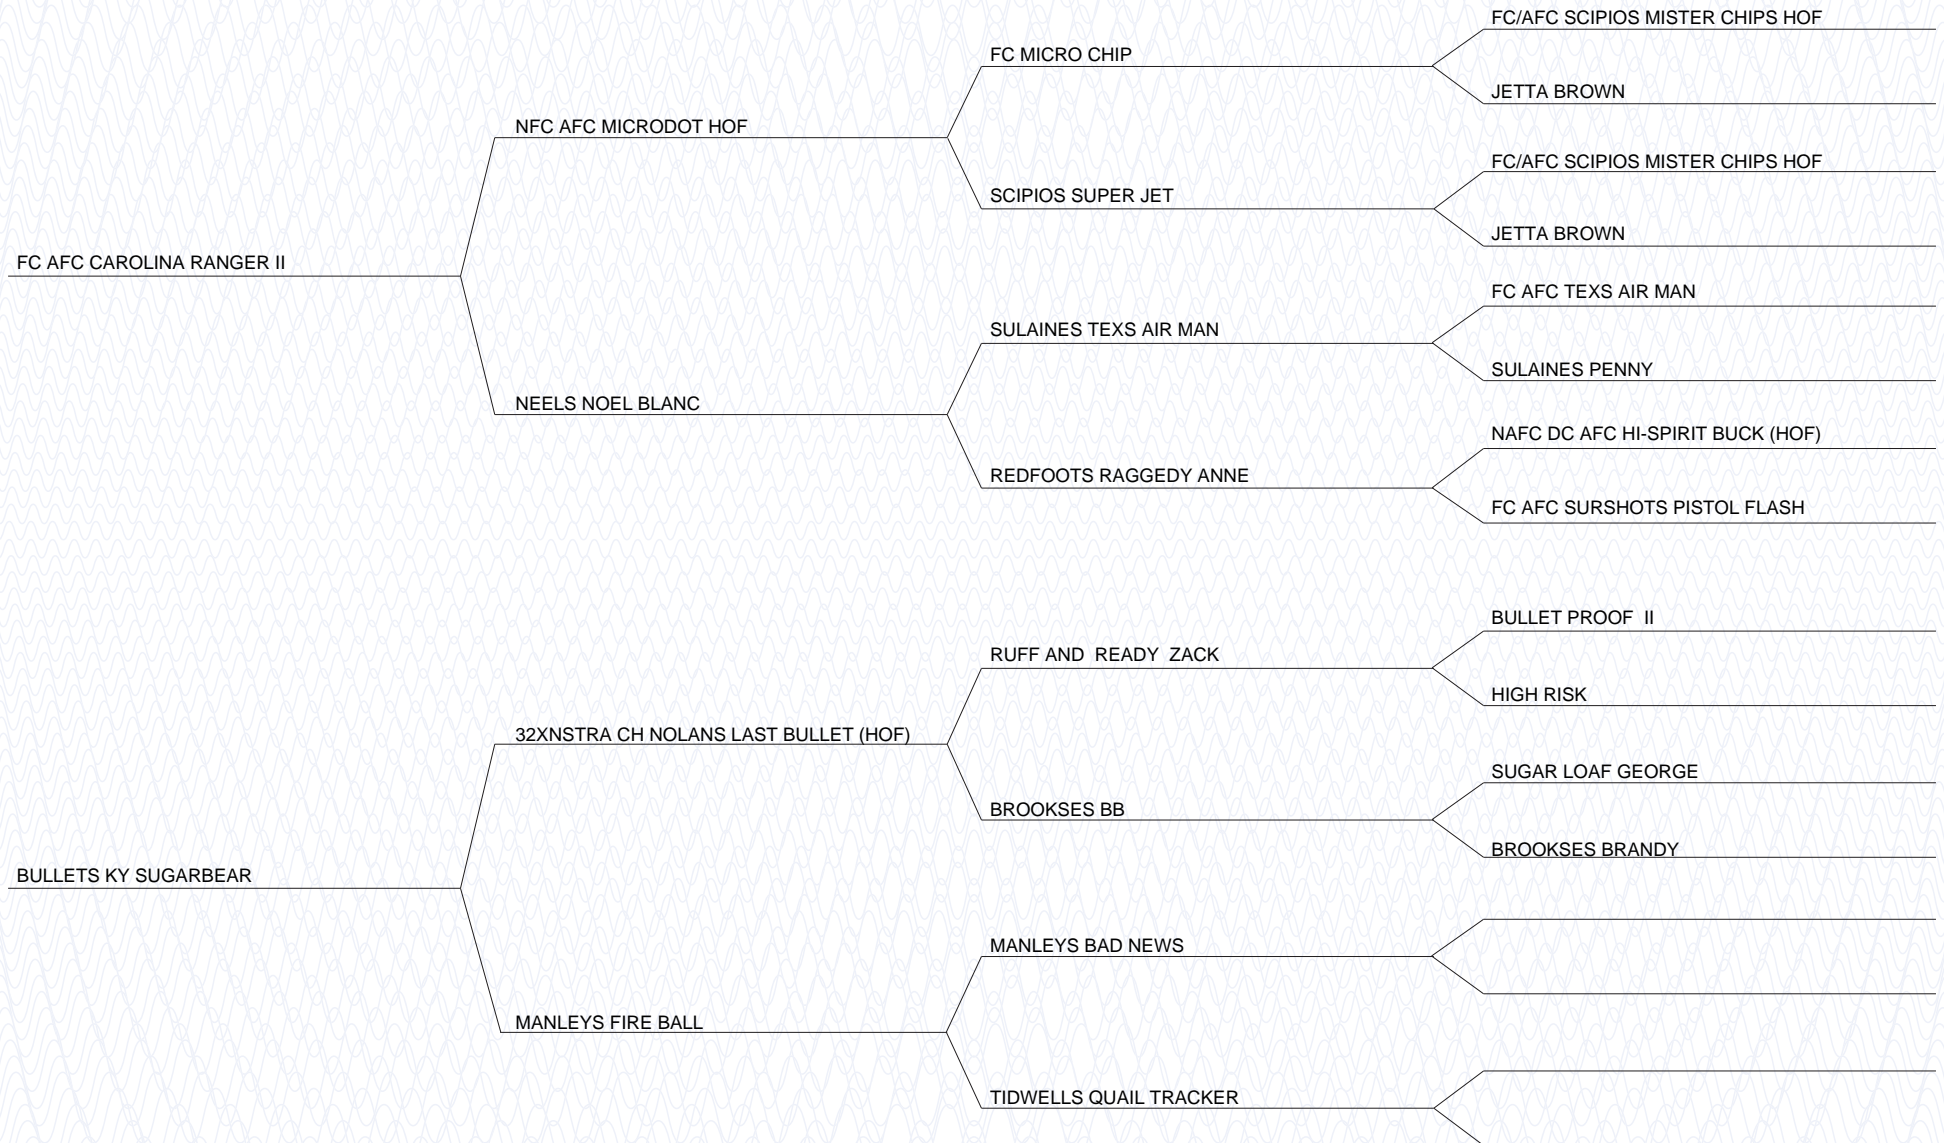 FC/AFC SCIPIOS MISTER CHIPS HOF
FC MICRO CHIP
JETTA BROWN
NFC AFC MICRODOT HOF
FC/AFC SCIPIOS MISTER CHIPS HOF
SCIPIOS SUPER JET
JETTA BROWN
FC AFC CAROLINA RANGER II
FC AFC TEXS AIR MAN
SULAINES TEXS AIR MAN
SULAINES PENNY
NEELS NOEL BLANC
NAFC DC AFC HI-SPIRIT BUCK (HOF)
REDFOOTS RAGGEDY ANNE
FC AFC SURSHOTS PISTOL FLASH
BULLET PROOF  II
RUFF AND  READY  ZACK
HIGH RISK
32XNSTRA CH NOLANS LAST BULLET (HOF)
SUGAR LOAF GEORGE
BROOKSES BB
BROOKSES BRANDY
BULLETS KY SUGARBEAR
MANLEYS BAD NEWS
MANLEYS FIRE BALL
TIDWELLS QUAIL TRACKER